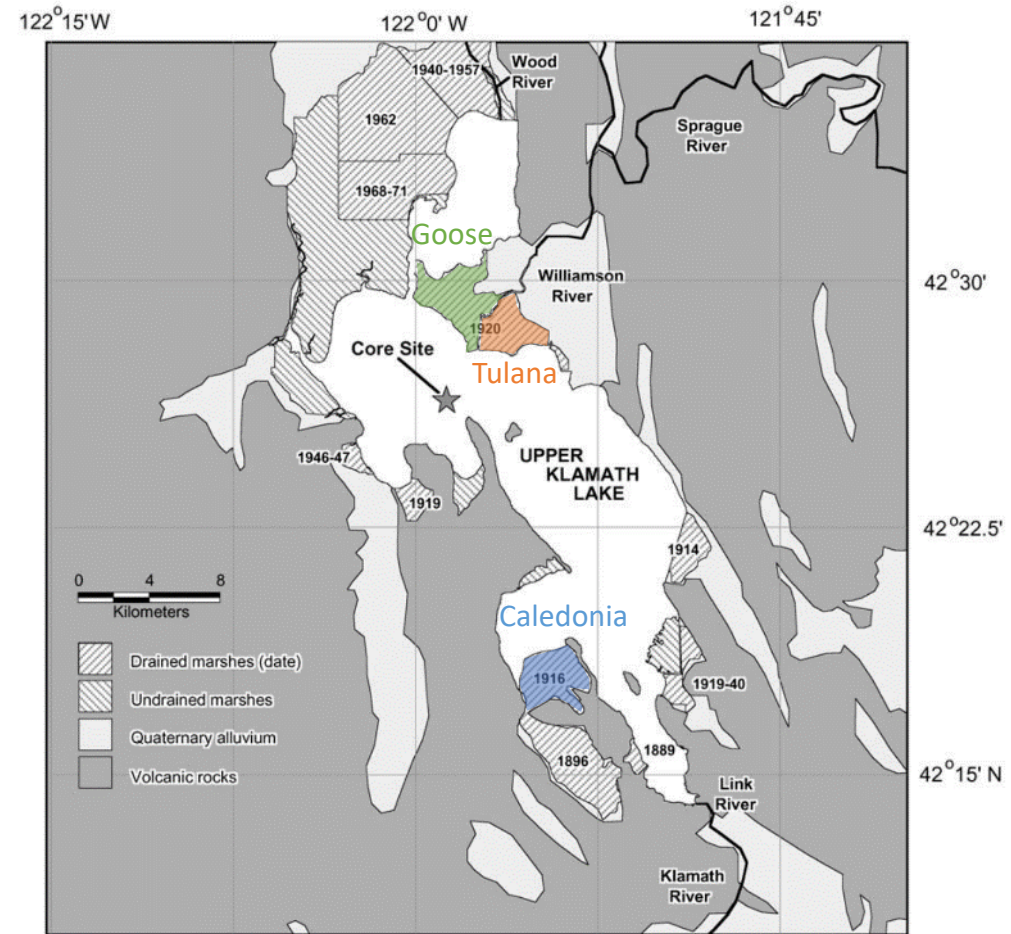 122°15' W
122°0' W
121°45'
1940-1957
Wood
River
1962
Sprague
River
1968-71
Goose
Williamson
River
42°30'
1920
Core Site
Tulana
UPPER
KLAMATH
LAKE
1946-47
1919
42°22.5'
1914
0 4 8
Kilometers
Caledonia
Drained marshes (date)
1916
1919-40
Undrained marshes
Quaternary alluvium
1889
1896
Volcanic rocks
42°15' N
Link
River
Klamath
River